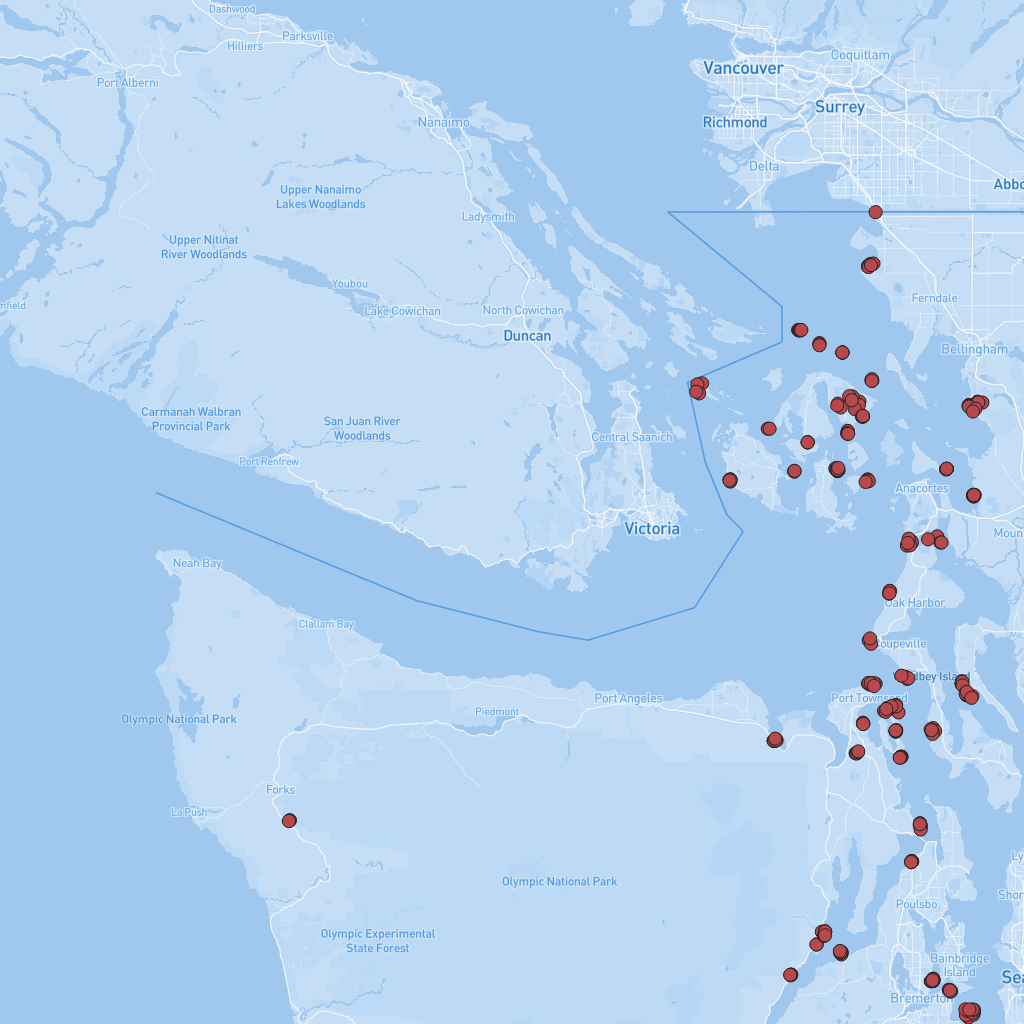 Dashwood
Parksville
Hilliers
Port Alberni
Vancouver
Coquitlam
Surrey
Richmond
Nanaimo
Delta
Abbo
Upper Nanaimo
Lakes Woodlands
Ladysmith
Upper Nitinat
River Woodlands
Youbou
Ferndale
mfield
Lake Cowichan
North Cowichan
Duncan
Bellingham
Carmanah Walbran
Provincial Park
San Juan River
Woodlands
Central Saanich
Port Renfrew
Anacortes
Victoria
Moun
Neah Bay
Oak Harbor
Clallam Bay
Coupeville
Port Angeles
Port Townsend
Piedmont
Olympic National Park
Forks
La Push
Olympic National Park
Poulsbo
Shor
Olympic Experimental
State Forest
Bainbridge
Island
Sea
Bremerton